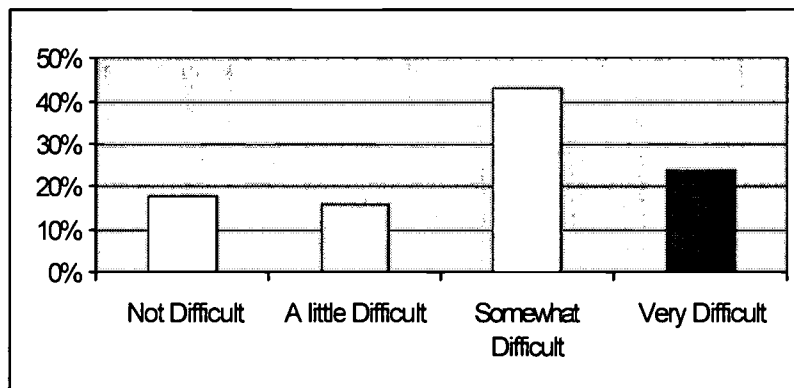 50%
40%
30%
20%
10%
0%
Not Difficult
A little Difficult
Somewhat
Difficult
Very Difficult